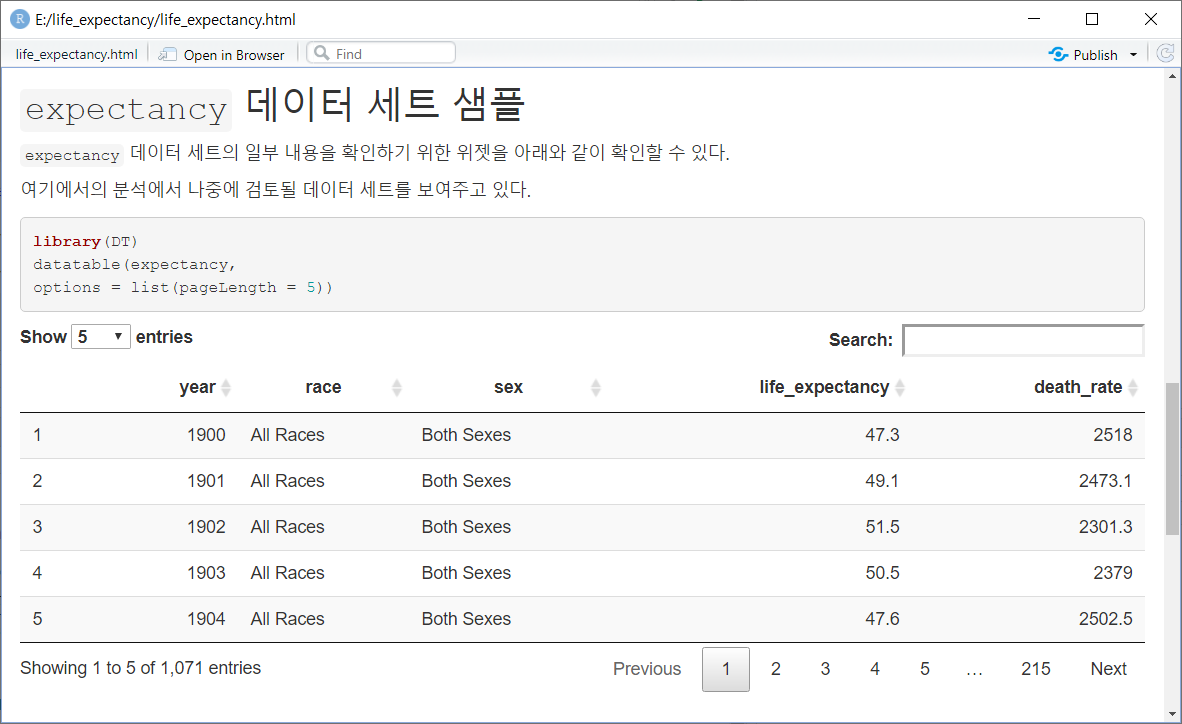 R E:/life_expectancy/life_expectancy.html
life_expectancy.html Open in Browser Find Publish
expectancy 데이터 세트 샘플
expectancy 데이터 세트의 일부 내용을 확인하기 위한 위젯을 아래와 같이 확인할 수 있다.
여기에서의 분석에서 나중에 검토될 데이터 세트를 보여주고 있다.
library(DT)
datatable(expectancy,
options = list(pageLength = 5))
Show 5 entries Search:
year race sex life_expectancy death_rate
1 1900 All Races Both Sexes 47.3 2518
2 1901 All Races Both Sexes 49.1 2473.1
3 1902 All Races Both Sexes 51.5 2301.3
4 1903 All Races Both Sexes 50.5 2379
5 1904 All Races Both Sexes 47.6 2502.5
Showing 1 to 5 of 1,071 entries Previous 1 2 3 4 5 … 215 Next